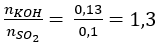 n_KOH / n_SO₂ = 0,13 / 0,1 = 1,3